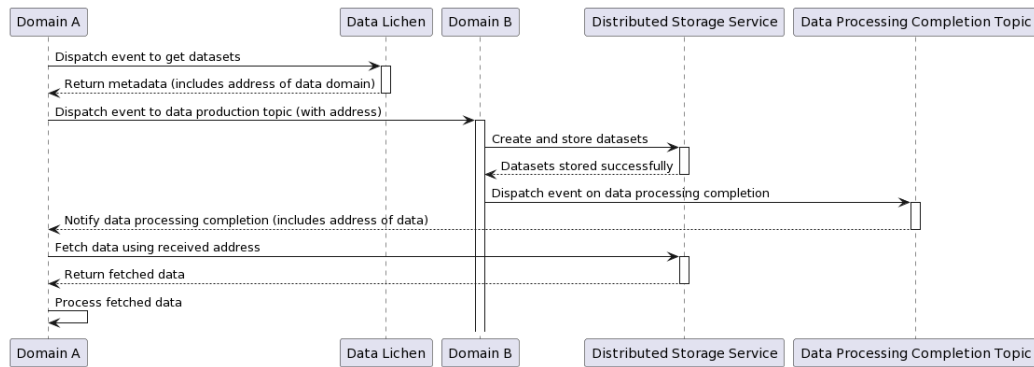 Domain A Data Lichen Domain B Distributed Storage Service Data Processing Completion Topic
Dispatch event to get datasets
Return metadata (includes address of data domain)
Dispatch event to data production topic (with address)
Create and store datasets
Datasets stored successfully
Dispatch event on data processing completion
Notify data processing completion (includes address of data)
Fetch data using received address
Return fetched data
Process fetched data
Domain A Data Lichen Domain B Distributed Storage Service Data Processing Completion Topic